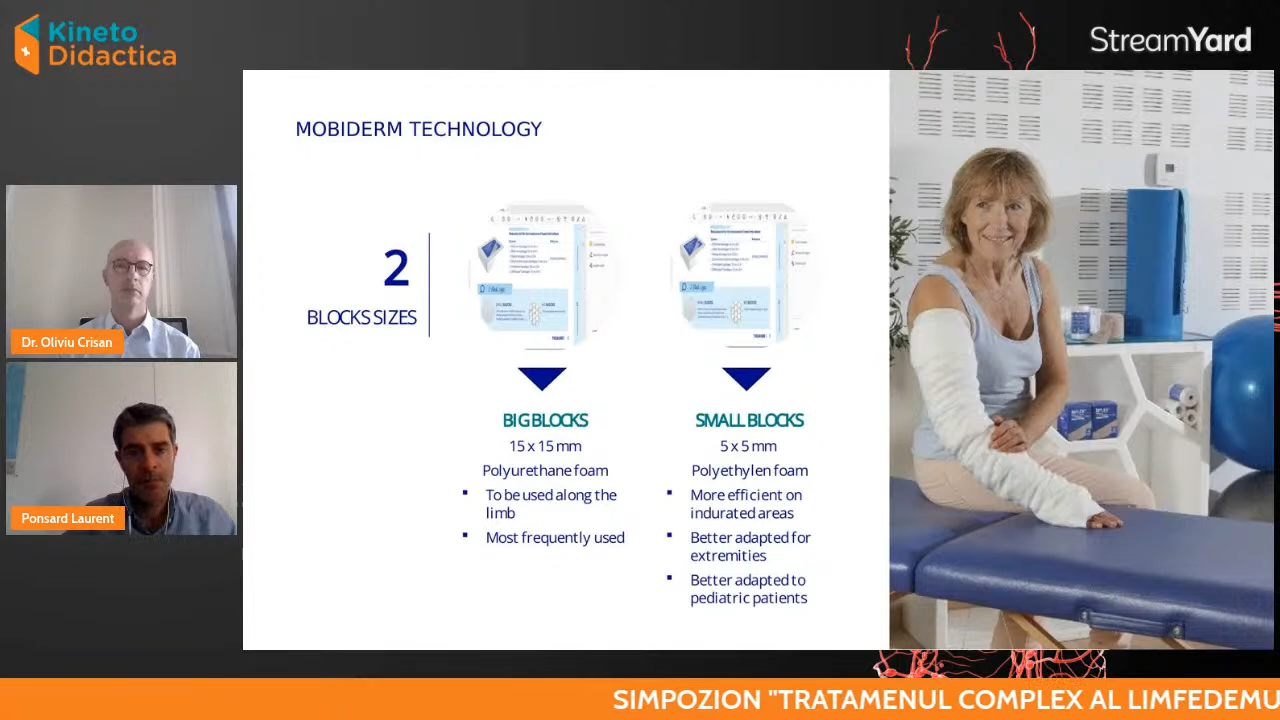 Kineto
Didactica
StreamYard
MOBIDERM TECHNOLOGY
2
BLOCKS SIZES
BIG BLOCKS
15 x 15 mm
Polyurethane foam
▪ To be used along the
limb
▪ Most frequently used
SMALL BLOCKS
5 x 5 mm
Polyethylen foam
▪ More efficient on
indurated areas
▪ Better adapted for
extremities
▪ Better adapted to
pediatric patients
Dr. Oliviu Crisan
Ponsard Laurent
SIMPOZION "TRATAMENUL COMPLEX AL LIMFEDEMU